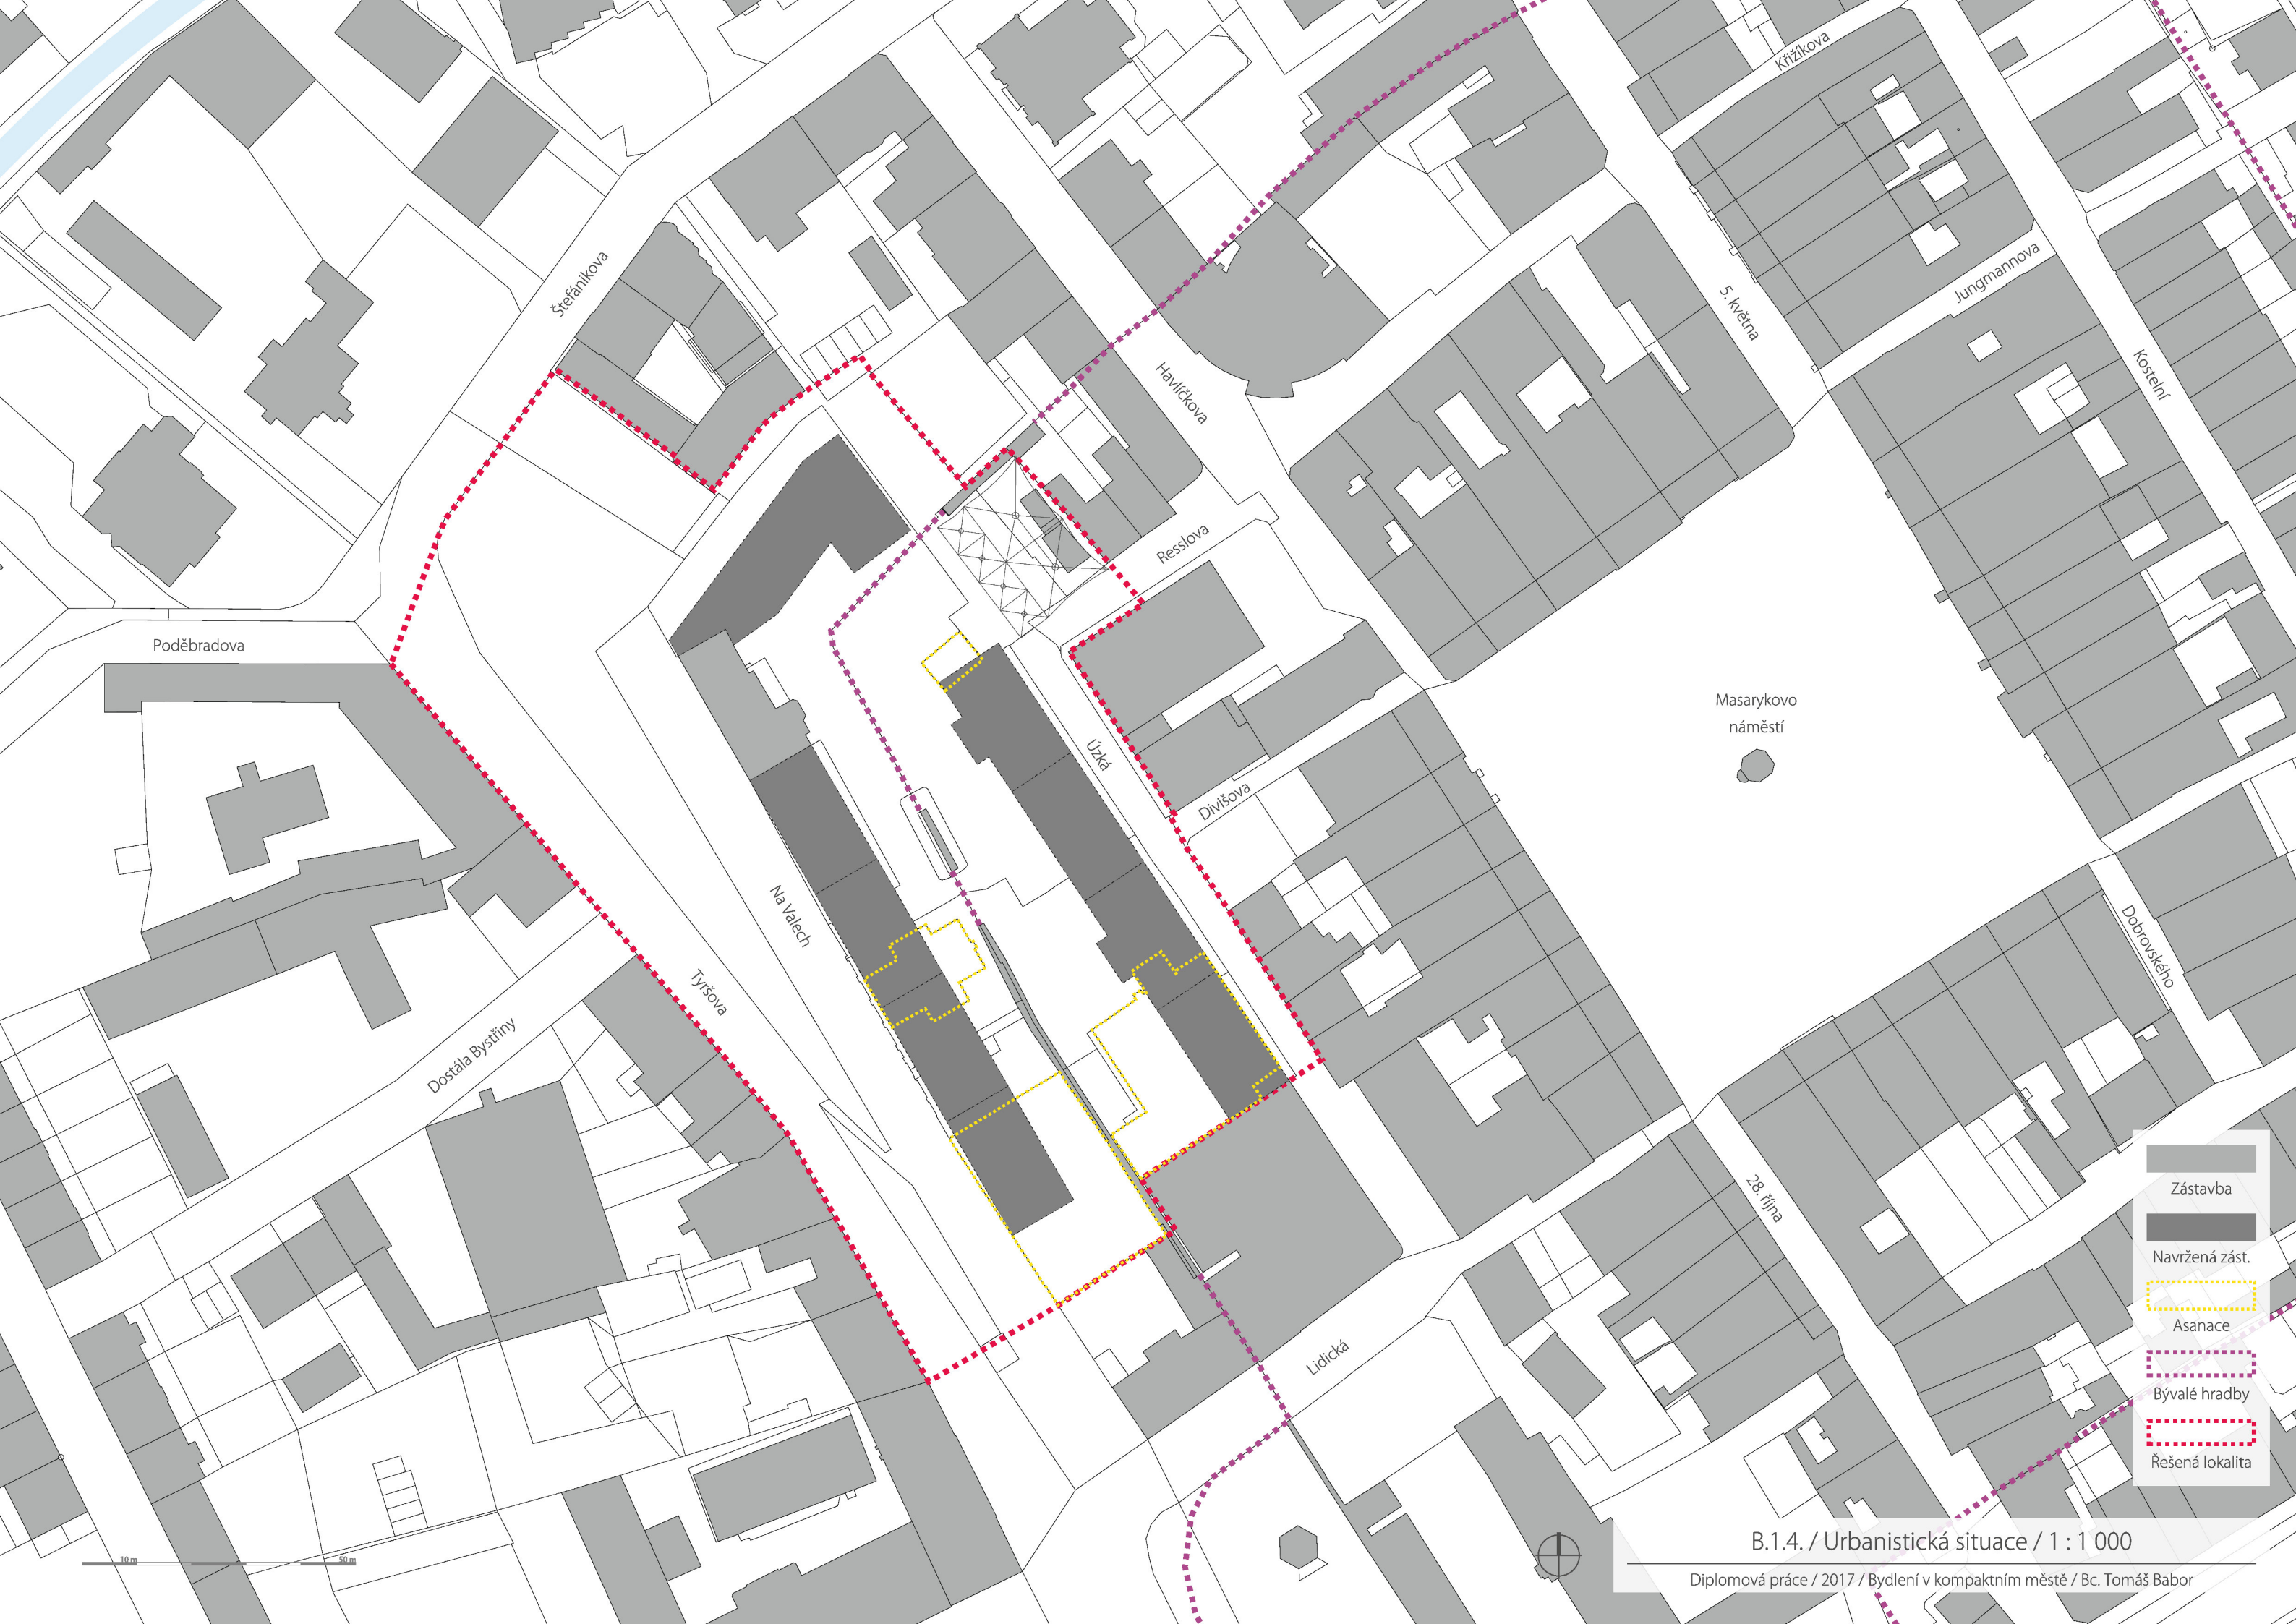 Křižíkova
Štefánikova
Jungmannova
5. května
Kostelní
Havlíčkova
Resslova
Poděbradova
Masarykovo
náměstí
Úzká
Divišova
Na Valech
Tyršova
Dobrovského
Dostála Bystřiny
28. října
Lidická
Zástavba
Navržená zást.
Asanace
Bývalé hradby
Řešená lokalita
10 m
50 m
B.1.4. / Urbanistická situace / 1 : 1 000
Diplomová práce / 2017 / Bydlení v kompaktním městě / Bc. Tomáš Babor